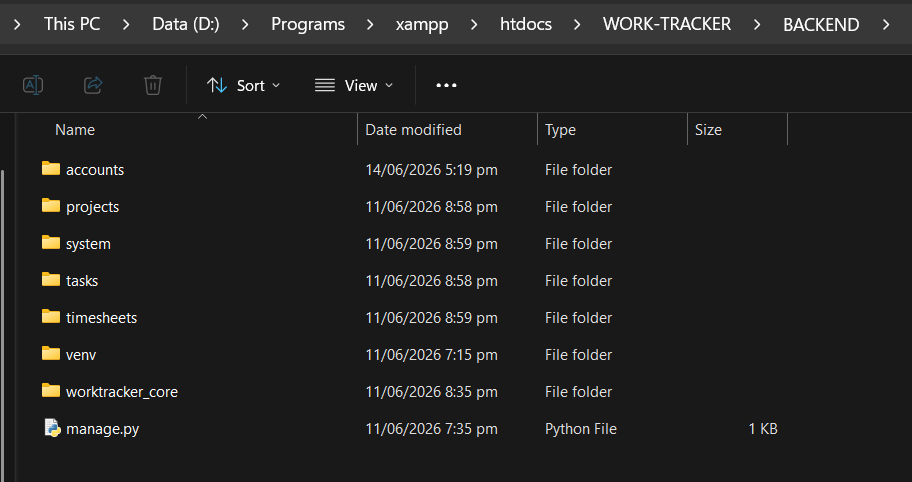 This PC > Data (D:) > Programs > xampp > htdocs > WORK-TRACKER > BACKEND >
Sort View
Name Date modified Type Size
accounts 14/06/2026 5:19 pm File folder
projects 11/06/2026 8:58 pm File folder
system 11/06/2026 8:59 pm File folder
tasks 11/06/2026 8:58 pm File folder
timesheets 11/06/2026 8:59 pm File folder
venv 11/06/2026 7:15 pm File folder
worktracker_core 11/06/2026 8:35 pm File folder
manage.py 11/06/2026 7:35 pm Python File 1 KB